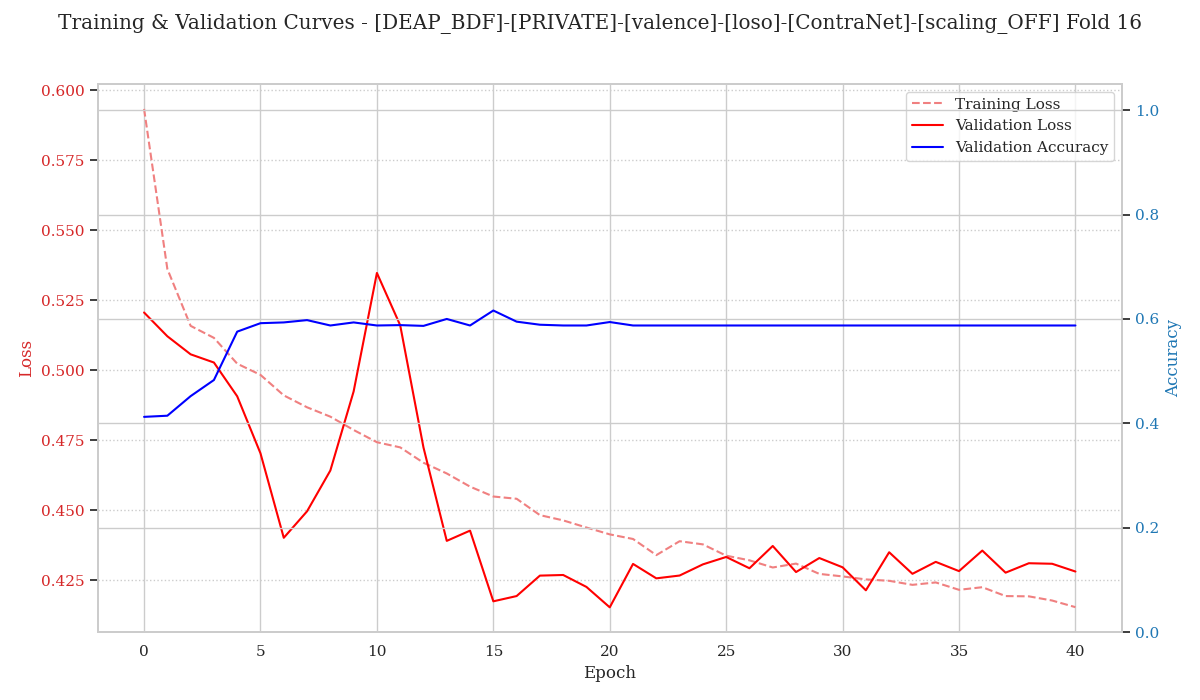 Training & Validation Curves - [DEAP_BDF]-[PRIVATE]-[valence]-[loso]-[ContraNet]-[scaling_OFF] Fold 16
Training Loss
Validation Loss
Validation Accuracy
0.600
0.575
0.550
0.525
0.500
0.475
0.450
0.425
Loss
1.0
0.8
0.6
0.4
0.2
0.0
Accuracy
0 5 10 15 20 25 30 35 40
Epoch